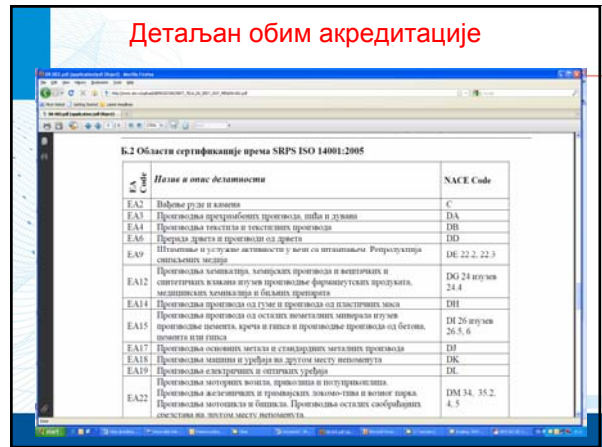 Детаљан обим акредитације
Б.2 Области сертификације према SRPS ISO 14001:2005
EA Code
Назив и опис делатности
NACE Code
EA2 Вађење руде и камена C
EA3 Производња прехрамбених производа, пића и дувана DA
EA4 Производња текстила и текстилних производа DB
EA6 Прерада дрвета и производи од дрвета DD
EA9 Штампање и услужне активности у вези са штампањем. Репродукција
снимљених медија DE 22.2, 22.3
EA12 Производња хемикалија, хемијских производа и вештачких и
синтетичких влакана изузев производње фармацеутских продуката,
медицинских хемикалија и биљних препарата DG 24 изузев
24.4
EA14 Производња производа од гуме и производа од пластичних маса DH
EA15 Производња производа од осталих неметалних минерала изузев
производње цемента, креча и гипса и производње производа од бетона,
цемента или гипса DI 26 изузев
26.5, 6
EA17 Производња основних метала и стандардних металних производа DJ
EA18 Производња машина и уређаја на другом месту непоменута DK
EA19 Производња електричних и оптичких уређаја DL
EA22 Производња моторних возила, приколица и полуприколица.
Производња железничких и трамвајских локомо-тива и возног парка.
Производња мотоцикла и бицикла. Производња осталих саобраћајних
средстава на другом месту непоменута. DM 34, 35.2,
4, 5
start